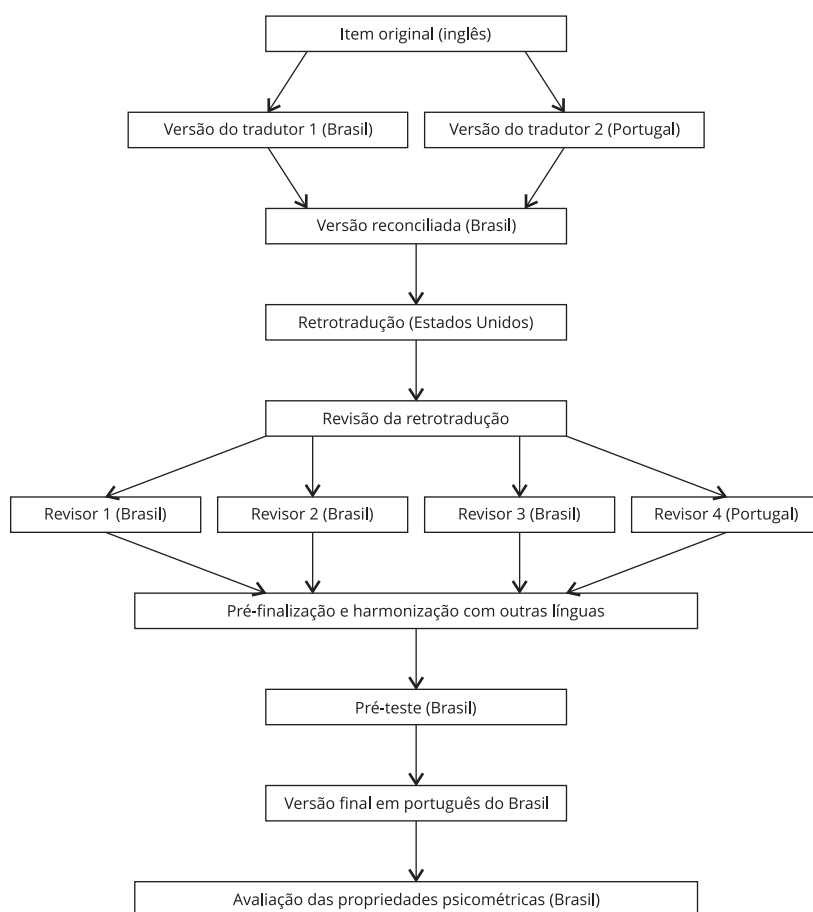 Item original (inglês)
Versão do tradutor 1 (Brasil)
Versão do tradutor 2 (Portugal)
Versão reconciliada (Brasil)
Retrotradução (Estados Unidos)
Revisão da retrotradução
Revisor 1 (Brasil)
Revisor 2 (Brasil)
Revisor 3 (Brasil)
Revisor 4 (Portugal)
Pré-finalização e harmonização com outras línguas
Pré-teste (Brasil)
Versão final em português do Brasil
Avaliação das propriedades psicométricas (Brasil)